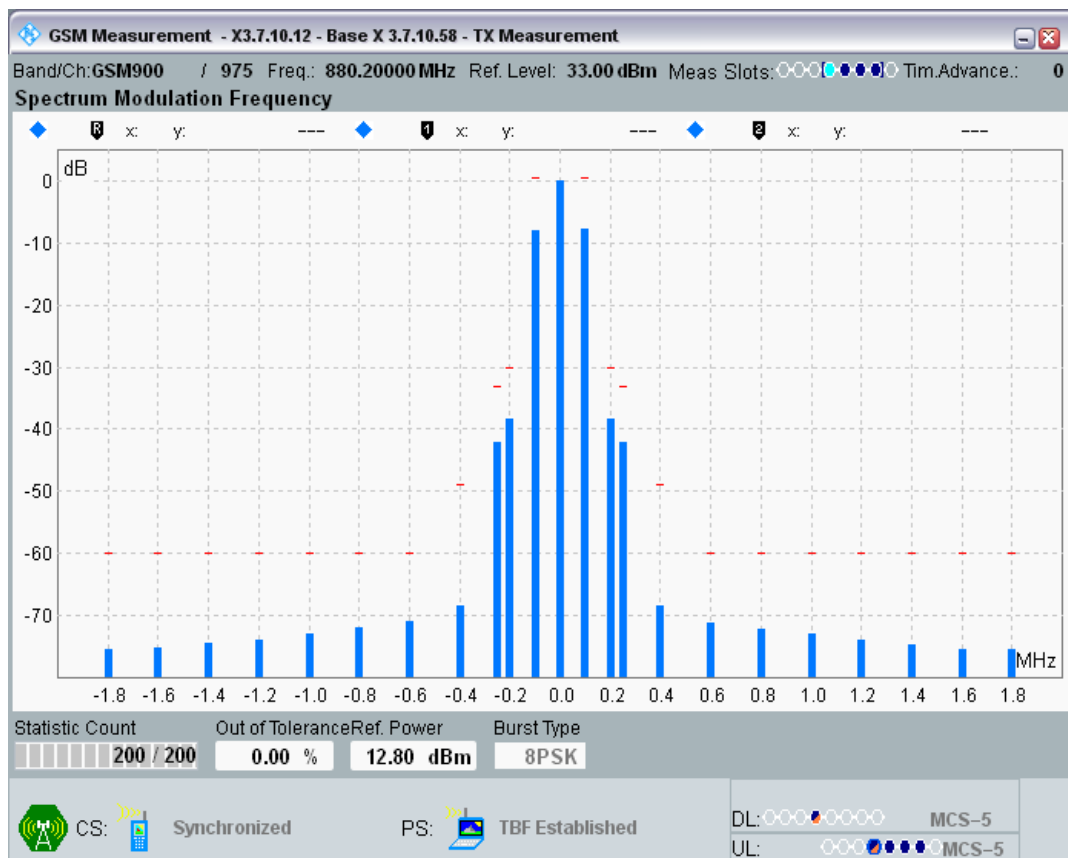 GSM Measurement - X3.7.10.12 - Base X 3.7.10.58 - TX Measurement
Band/Ch:GSM900 / 975 Freq.: 880.20000 MHz Ref. Level: 33.00 dBm Meas Slots: Tim.Advance.: 0
Spectrum Modulation Frequency
R x: y: --- 1 x: y: --- 2 x: y: ---
dB
0
-10
-20
-30
-40
-50
-60
-70
MHz
-1.8 -1.6 -1.4 -1.2 -1.0 -0.8 -0.6 -0.4 -0.2 0.0 0.2 0.4 0.6 0.8 1.0 1.2 1.4 1.6 1.8
Statistic Count Out of Tolerance Ref. Power Burst Type
200 / 200 0.00 % 12.80 dBm 8PSK
CS: Synchronized PS: TBF Established
DL: MCS-5
UL: MCS-5